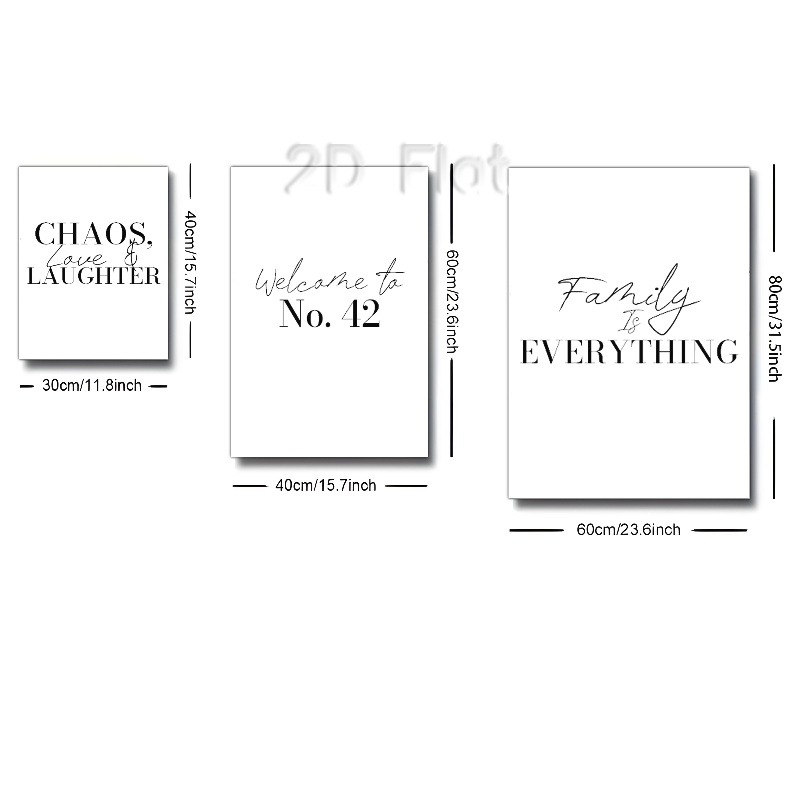 2D Flat
CHAOS,
Love &
LAUGHTER
40cm/15.7inch
30cm/11.8inch
Welcome to
No. 42
60cm/23.6inch
40cm/15.7inch
Family
Is
EVERYTHING
80cm/31.5inch
60cm/23.6inch